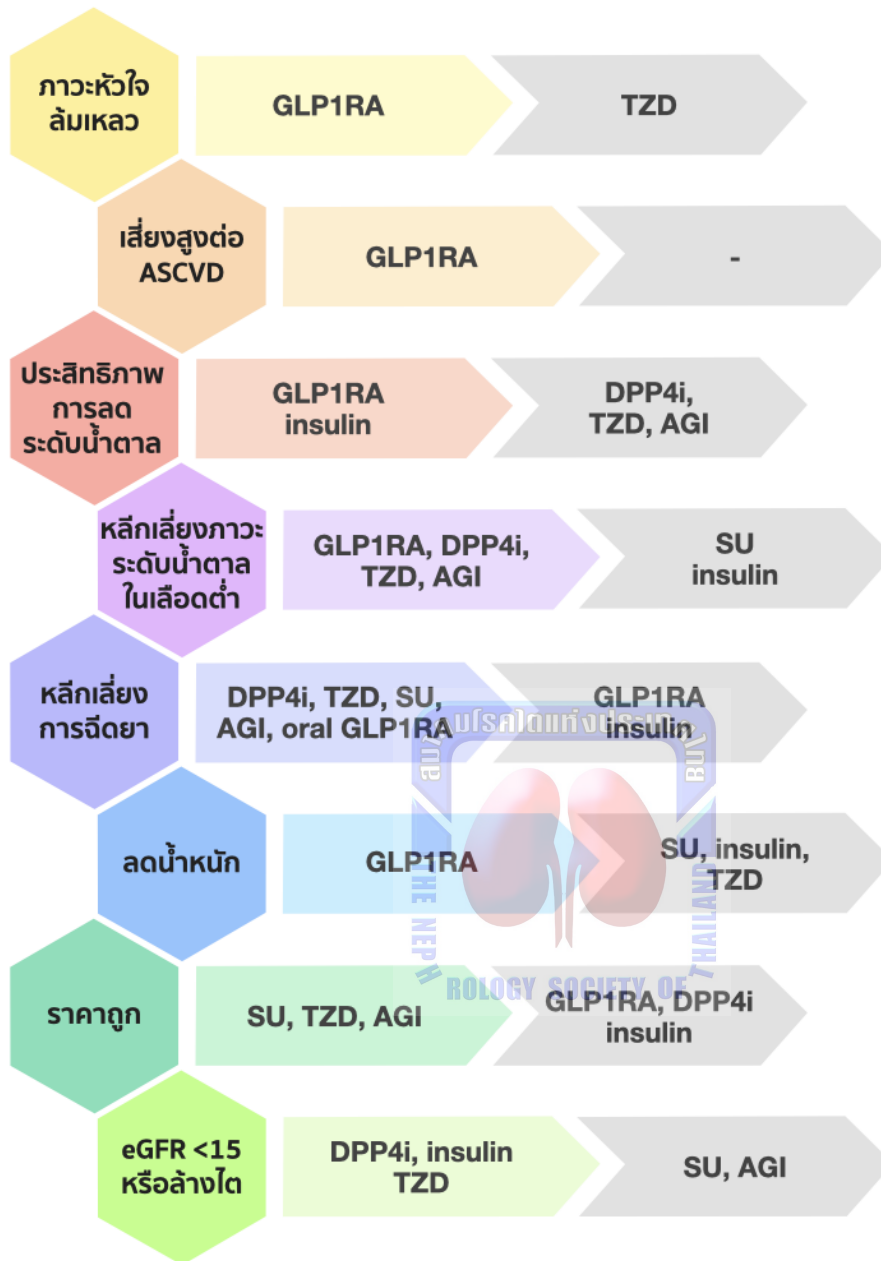 ภาวะหัวใจ
ล้มเหลว
GLP1RA
TZD
เสี่ยงสูงต่อ
ASCVD
GLP1RA
-
ประสิทธิภาพ
การลด
ระดับน้ำตาล
GLP1RA
insulin
DPP4i,
TZD, AGI
หลีกเลี่ยงภาวะ
ระดับน้ำตาล
ในเลือดต่ำ
GLP1RA, DPP4i,
TZD, AGI
SU
insulin
หลีกเลี่ยง
การฉีดยา
DPP4i, TZD, SU,
AGI, oral GLP1RA
GLP1RA
insulin
ลดน้ำหนัก
GLP1RA
SU, insulin,
TZD
THE NEPHROLOGY SOCIETY OF THAILAND
ราคาถูก
SU, TZD, AGI
GLP1RA, DPP4i
insulin
eGFR <15
หรือล้างไต
DPP4i, insulin
TZD
SU, AGI